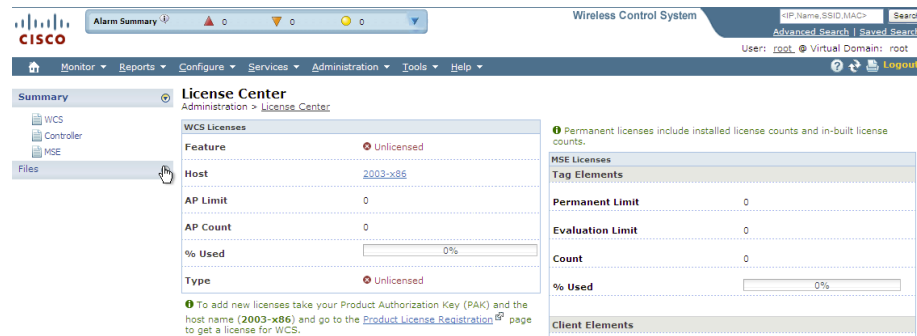 Alarm Summary 0 0 0
Wireless Control System
<IP,Name,SSID,MAC> Searc
Advanced Search | Saved Search
CISCO
User: root @ Virtual Domain: root
Monitor Reports Configure Services Administration Tools Help Logout
Summary
WCS
Controller
MSE
Files
License Center
Administration > License Center
WCS Licenses
Feature Unlicensed
Host 2003-x86
AP Limit 0
AP Count 0
% Used 0%
Type Unlicensed
To add new licenses take your Product Authorization Key (PAK) and the
host name (2003-x86) and go to the Product License Registration page
to get a license for WCS.
Permanent licenses include installed license counts and in-built license
counts.
MSE Licenses
Tag Elements
Permanent Limit 0
Evaluation Limit 0
Count 0
% Used 0%
Client Elements